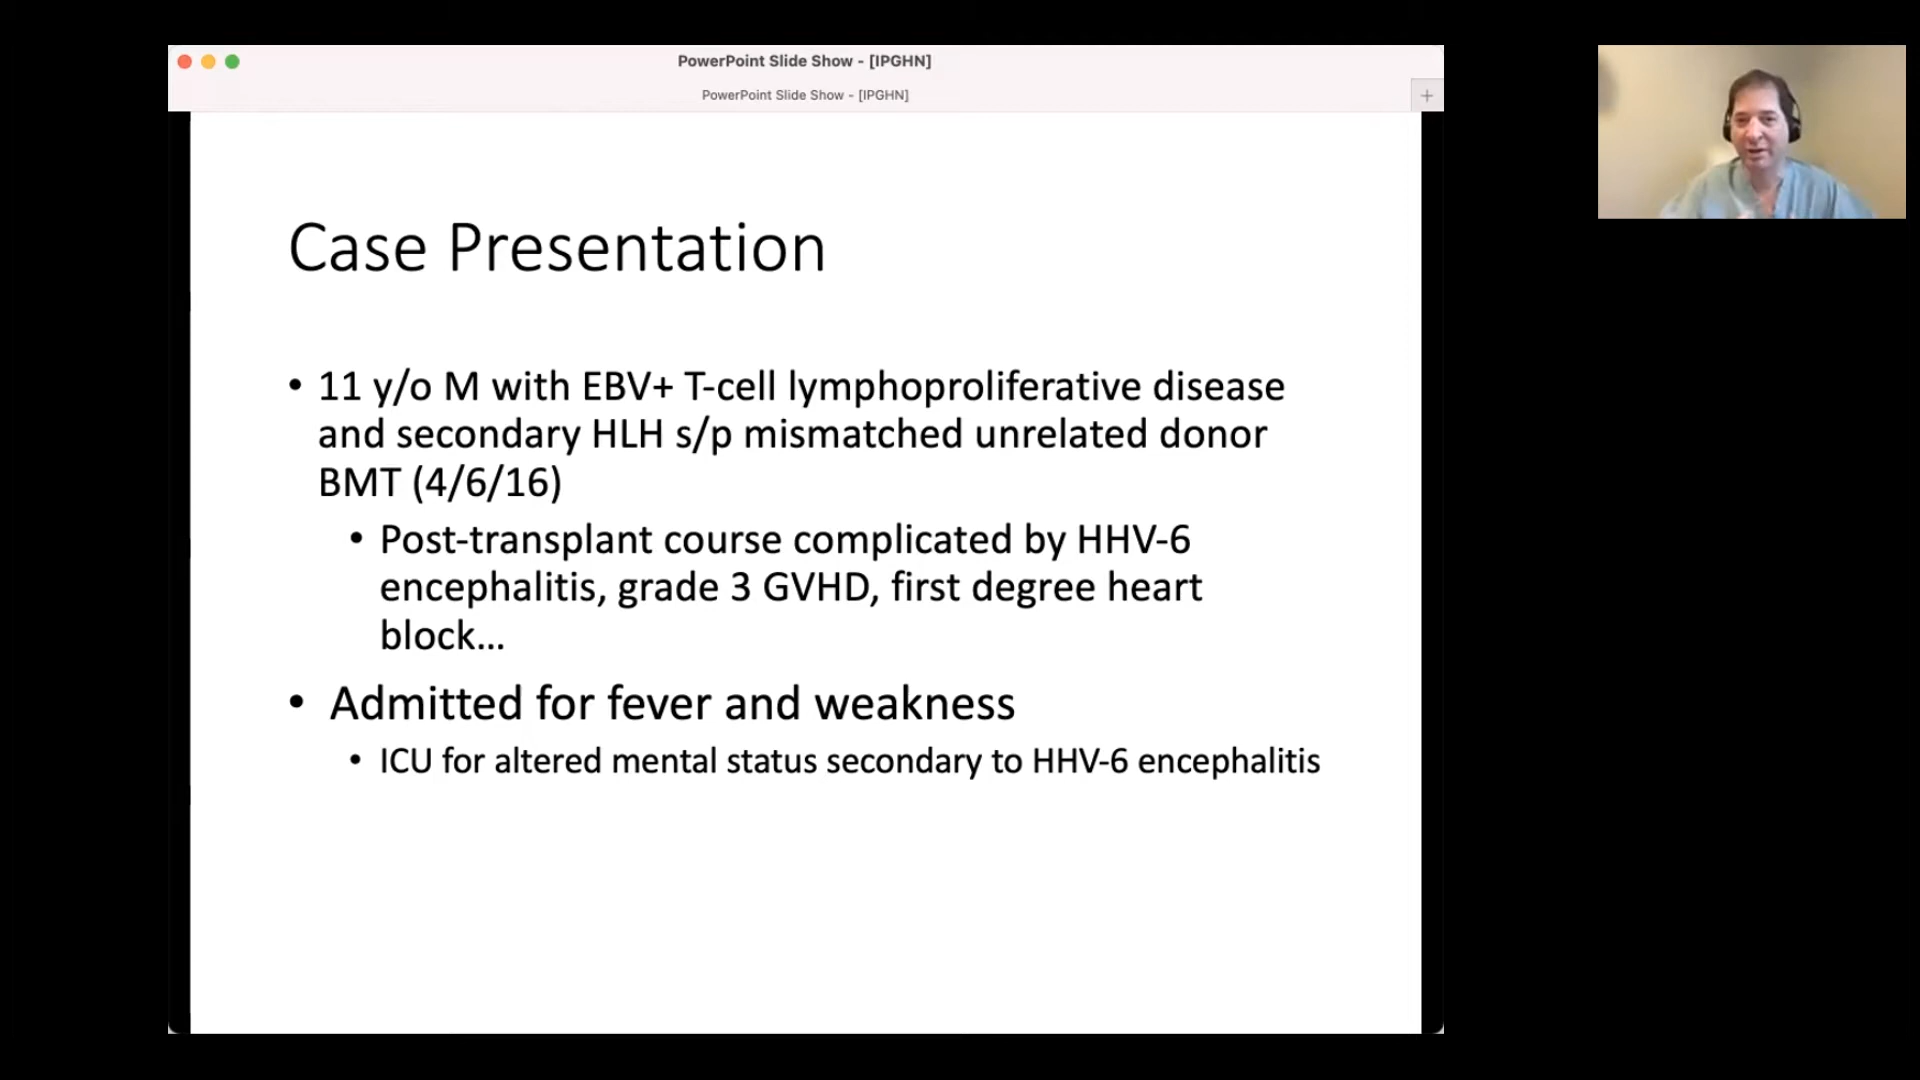 PowerPoint Slide Show - [IPGHN]
PowerPoint Slide Show - [IPGHN]
Case Presentation
• 11 y/o M with EBV+ T-cell lymphoproliferative disease
and secondary HLH s/p mismatched unrelated donor
BMT (4/6/16)
• Post-transplant course complicated by HHV-6
encephalitis, grade 3 GVHD, first degree heart
block...
• Admitted for fever and weakness
• ICU for altered mental status secondary to HHV-6 encephalitis